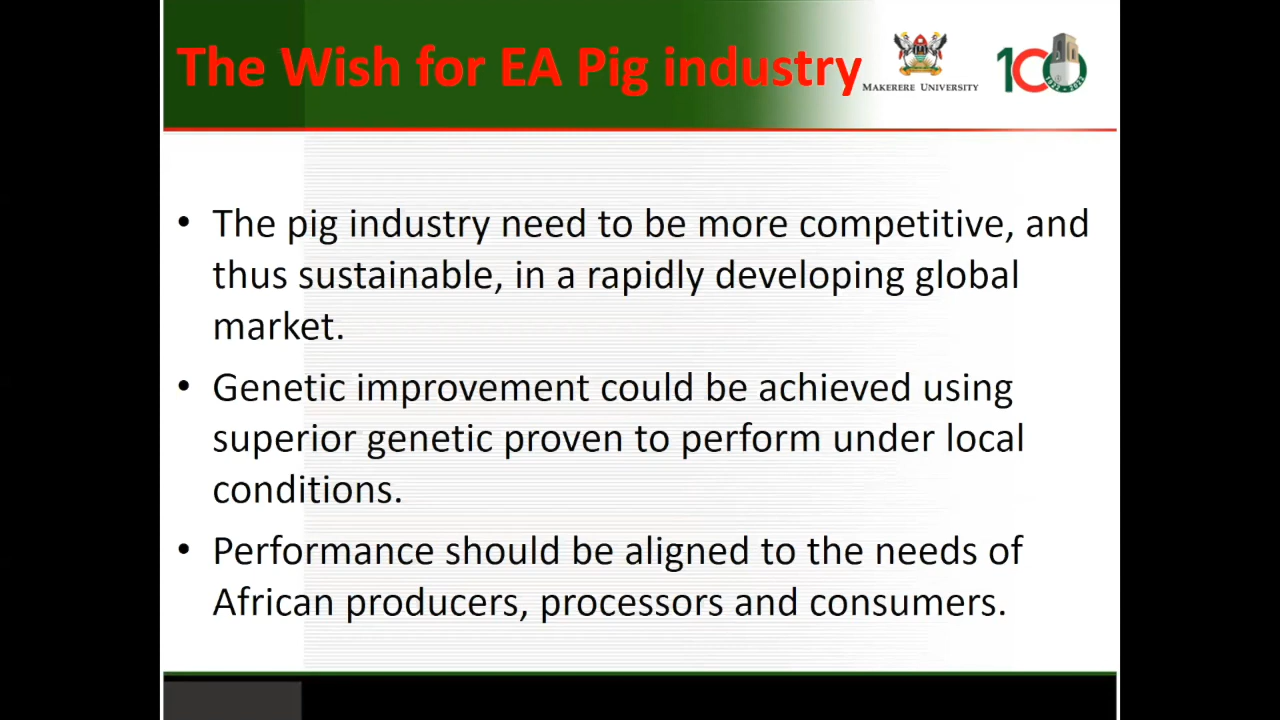 The Wish for EA Pig industry
MAKERERE UNIVERSITY
100
• The pig industry need to be more competitive, and
thus sustainable, in a rapidly developing global
market.
• Genetic improvement could be achieved using
superior genetic proven to perform under local
conditions.
• Performance should be aligned to the needs of
African producers, processors and consumers.